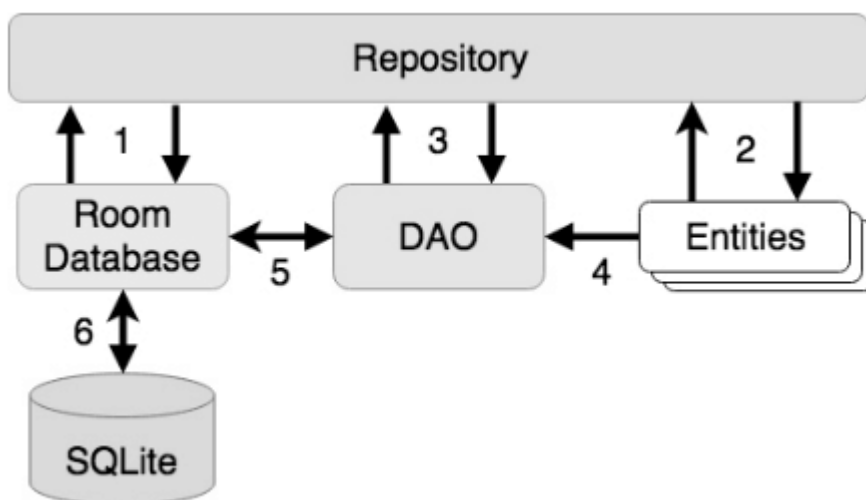 Repository
1
3
2
Room
Database
DAO
Entities
5
4
6
SQLite